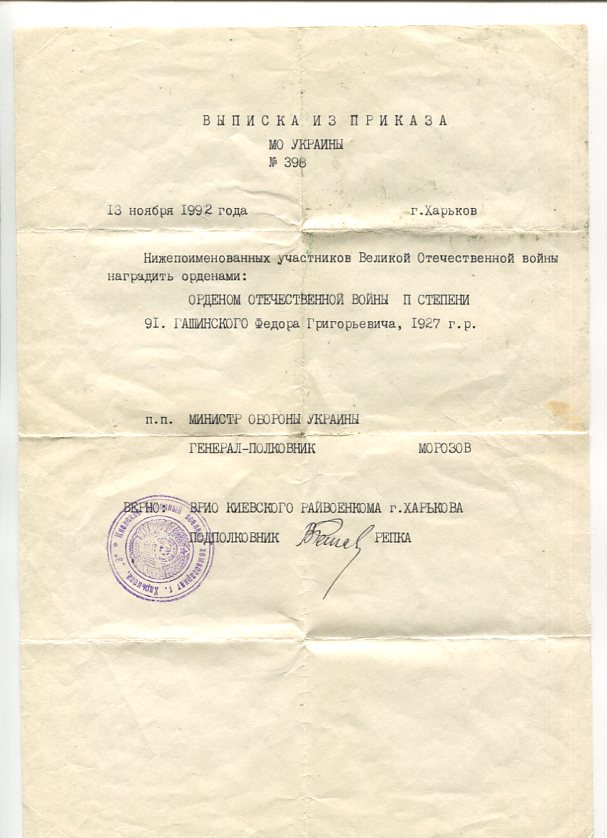 ВЫПИСКА ИЗ ПРИКАЗА
МО УКРАИНЫ
№ 398
13 ноября 1992 года г.Харьков
Нижепоименованных участников Великой Отечественной войны
наградить орденами:
ОРДЕНОМ ОТЕЧЕСТВЕННОЙ ВОЙНЫ П СТЕПЕНИ
91. ГАШИНСКОГО Федора Григорьевича, 1927 г.р.
п.п. МИНИСТР ОБОРОНЫ УКРАИНЫ
ГЕНЕРАЛ-ПОЛКОВНИК МОРОЗОВ
ВЕРНО: ВРИО КИЕВСКОГО РАЙВОЕНКОМА г.ХАРЬКОВА
ПОДПОЛКОВНИК РЕПКА
комиссариат г. Харькова